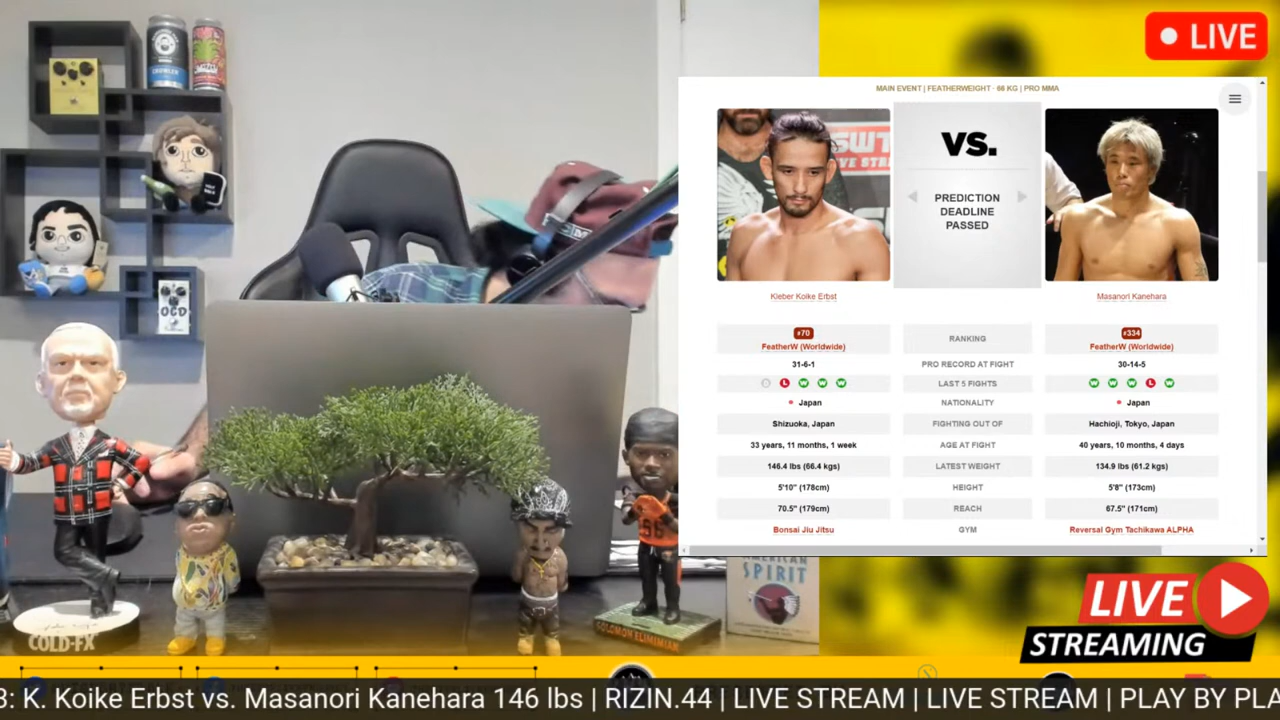 LIVE
MAIN EVENT | FEATHERWEIGHT · 66 KG | PRO MMA
VS.
PREDICTION
DEADLINE
PASSED
Kleber Koike Erbst
Masanori Kanehara
#70
FeatherW (Worldwide)
RANKING
#334
FeatherW (Worldwide)
31-6-1
PRO RECORD AT FIGHT
30-14-5
L W W W
LAST 5 FIGHTS
W W W L W
Japan
NATIONALITY
Japan
Shizuoka, Japan
FIGHTING OUT OF
Hachioji, Tokyo, Japan
33 years, 11 months, 1 week
AGE AT FIGHT
40 years, 10 months, 4 days
146.4 lbs (66.4 kgs)
LATEST WEIGHT
134.9 lbs (61.2 kgs)
5'10" (178cm)
HEIGHT
5'8" (173cm)
70.5" (179cm)
REACH
67.5" (171cm)
Bonsai Jiu Jitsu
GYM
Reversal Gym Tachikawa ALPHA
OCD
COLD-FX
SOLOMON ELIMIMIAN
AMERICAN
SPIRIT
LIVE
STREAMING
3: K. Koike Erbst vs. Masanori Kanehara 146 lbs | RIZIN.44 | LIVE STREAM | LIVE STREAM | PLAY BY PLA